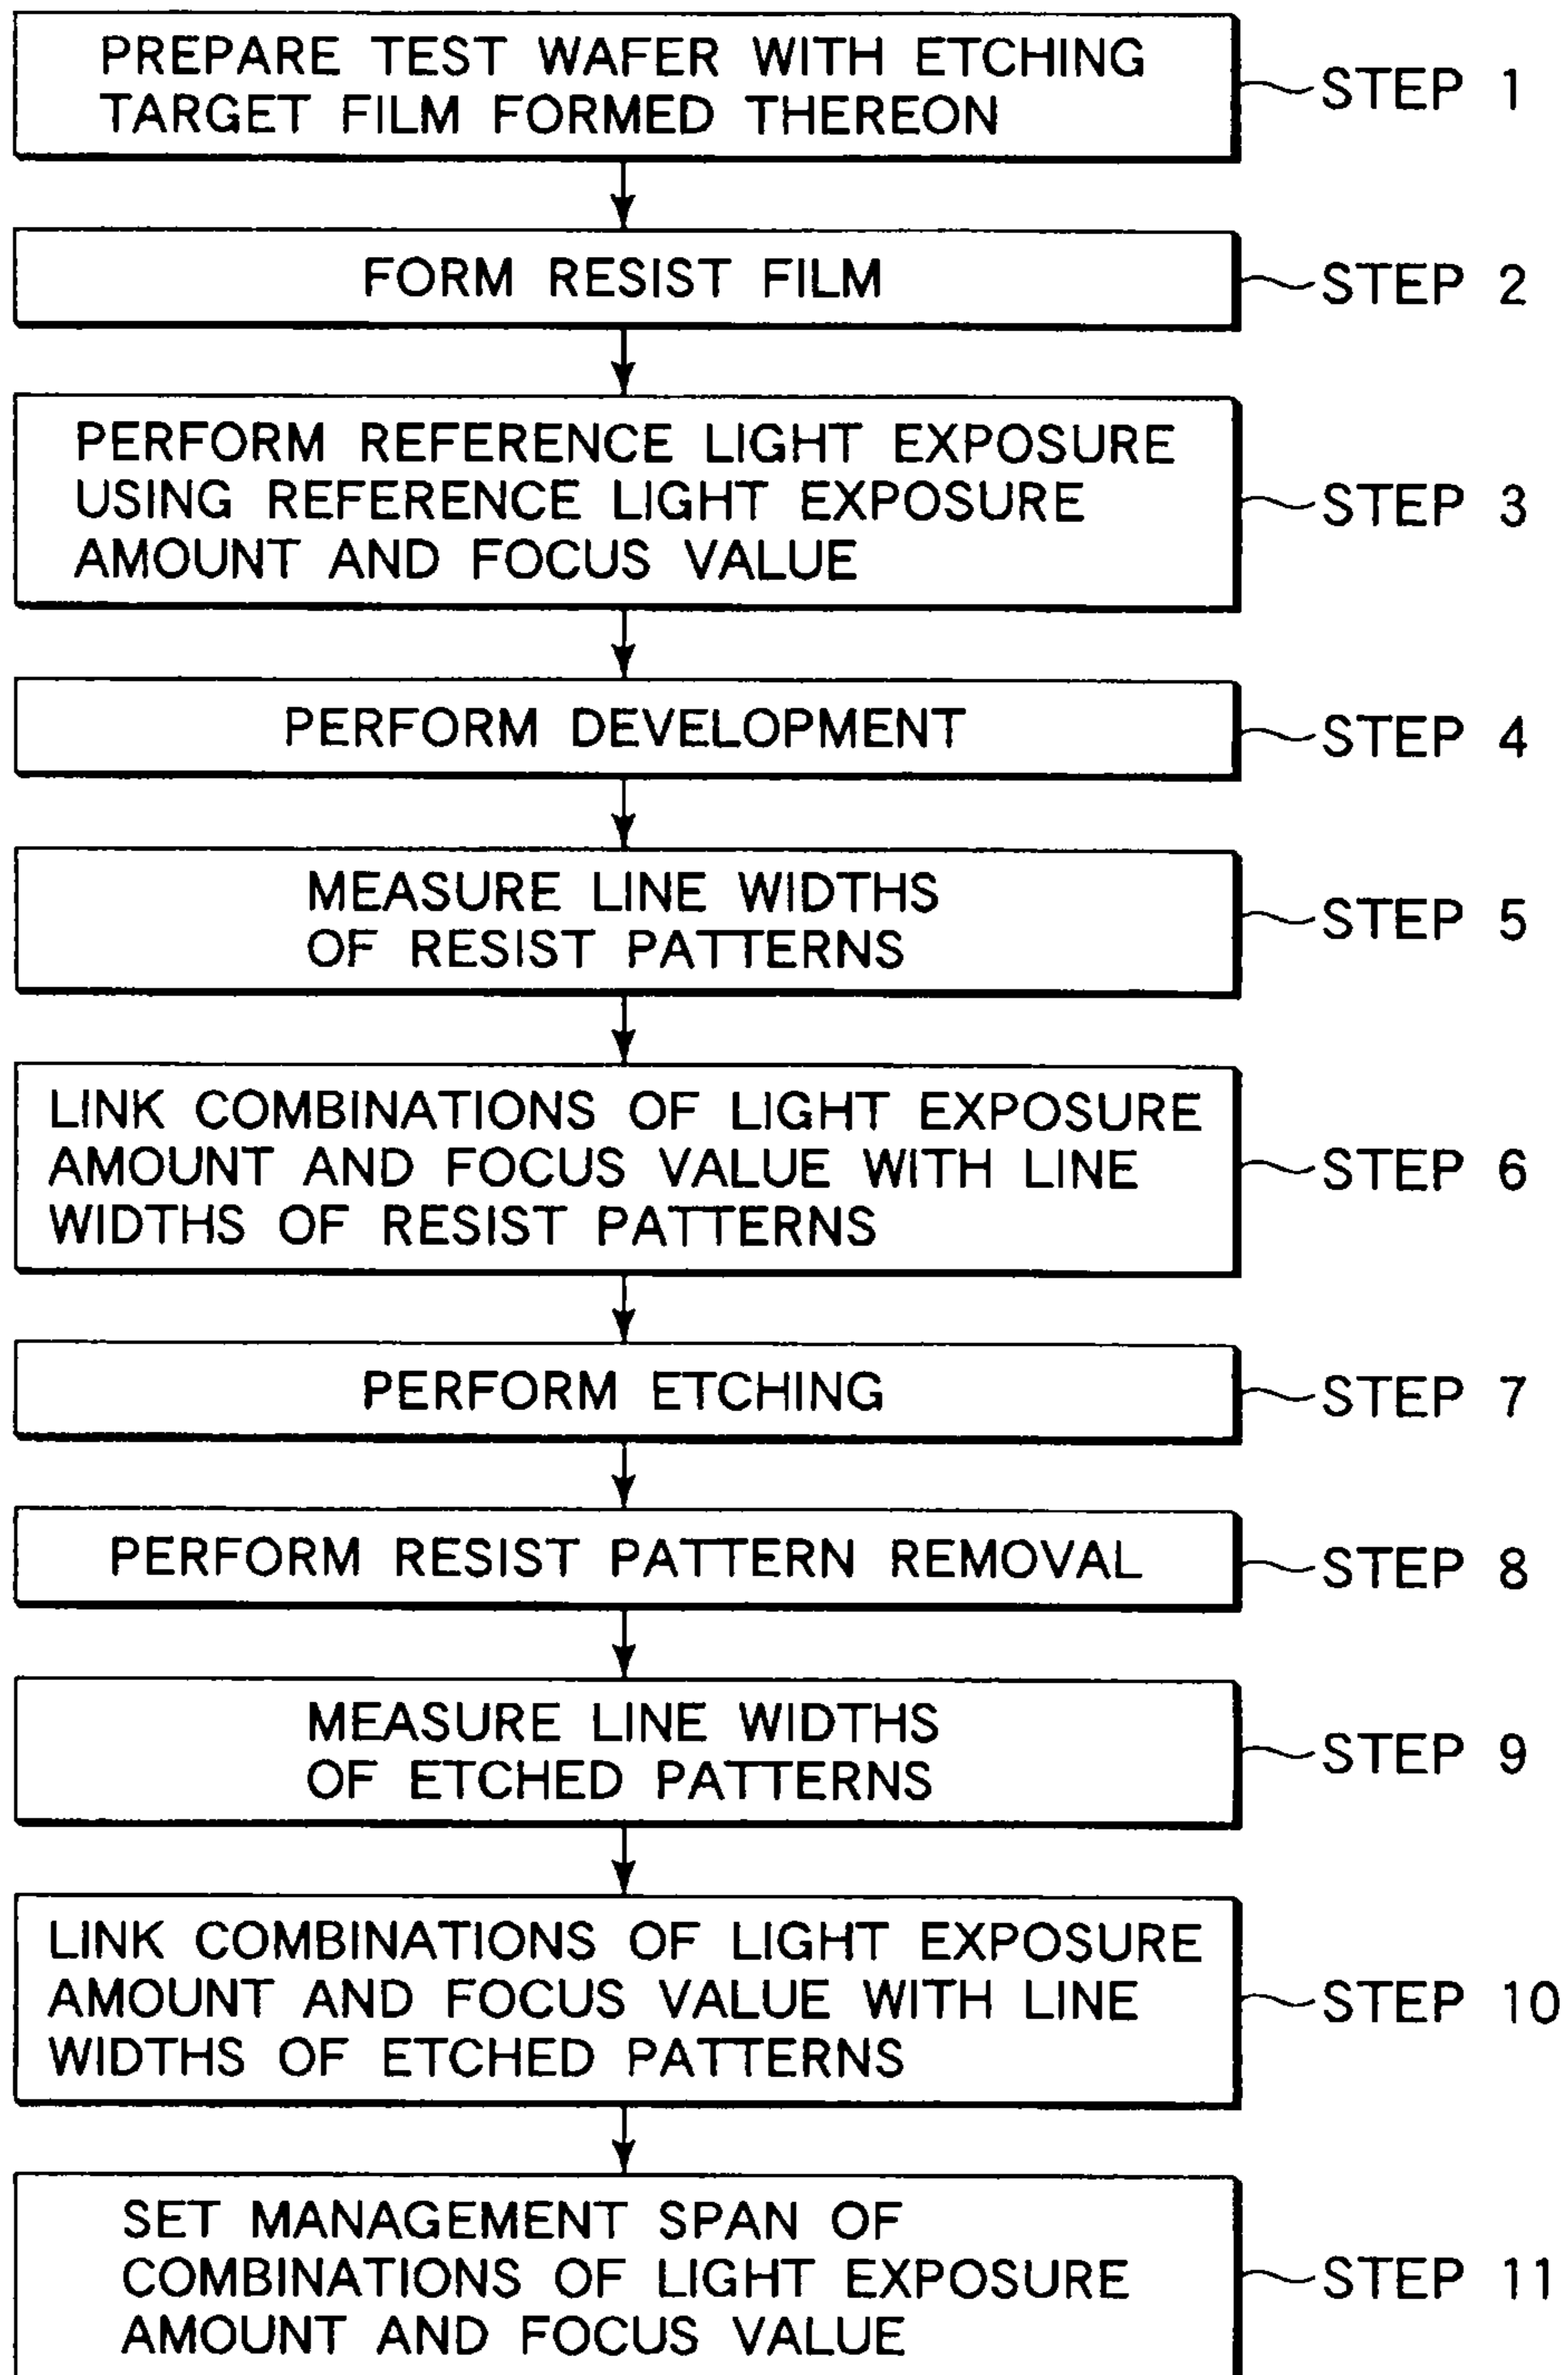 PREPARE TEST WAFER WITH ETCHING
TARGET FILM FORMED THEREON
STEP 1
FORM RESIST FILM
STEP 2
PERFORM REFERENCE LIGHT EXPOSURE
USING REFERENCE LIGHT EXPOSURE
AMOUNT AND FOCUS VALUE
STEP 3
PERFORM DEVELOPMENT
STEP 4
MEASURE LINE WIDTHS
OF RESIST PATTERNS
STEP 5
LINK COMBINATIONS OF LIGHT EXPOSURE
AMOUNT AND FOCUS VALUE WITH LINE
WIDTHS OF RESIST PATTERNS
STEP 6
PERFORM ETCHING
STEP 7
PERFORM RESIST PATTERN REMOVAL
STEP 8
MEASURE LINE WIDTHS
OF ETCHED PATTERNS
STEP 9
LINK COMBINATIONS OF LIGHT EXPOSURE
AMOUNT AND FOCUS VALUE WITH LINE
WIDTHS OF ETCHED PATTERNS
STEP 10
SET MANAGEMENT SPAN OF
COMBINATIONS OF LIGHT EXPOSURE
AMOUNT AND FOCUS VALUE
STEP 11